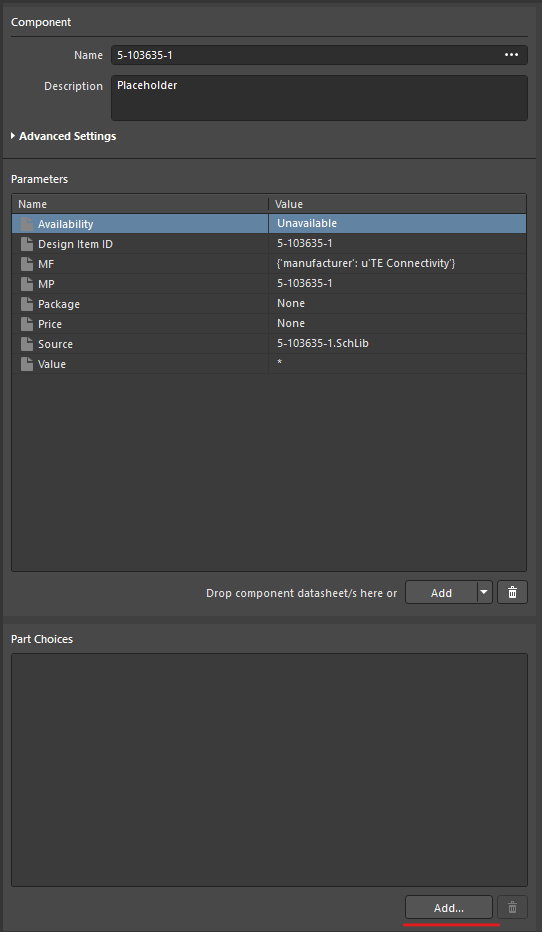 Component
Name 5-103635-1 •••
Description Placeholder
Advanced Settings
Parameters
Name Value
Availability Unavailable
Design Item ID 5-103635-1
MF {'manufacturer': u'TE Connectivity'}
MP 5-103635-1
Package None
Price None
Source 5-103635-1.SchLib
Value *
Drop component datasheet/s here or Add
Part Choices
Add...